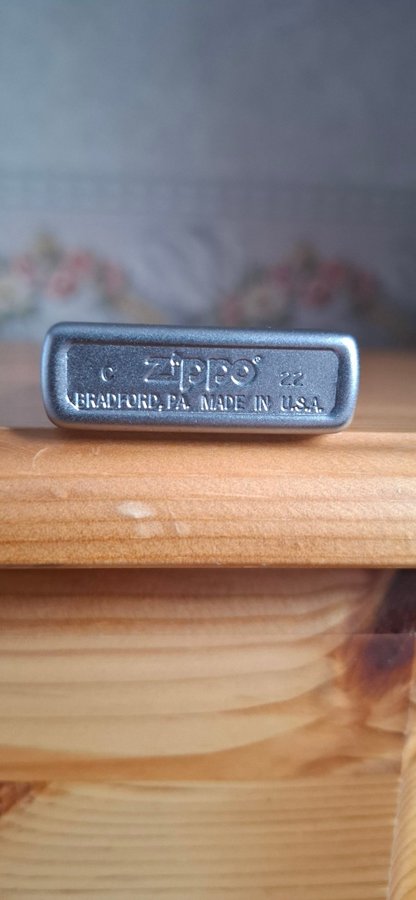 C Zippo® 22
BRADFORD, PA. MADE IN U.S.A.